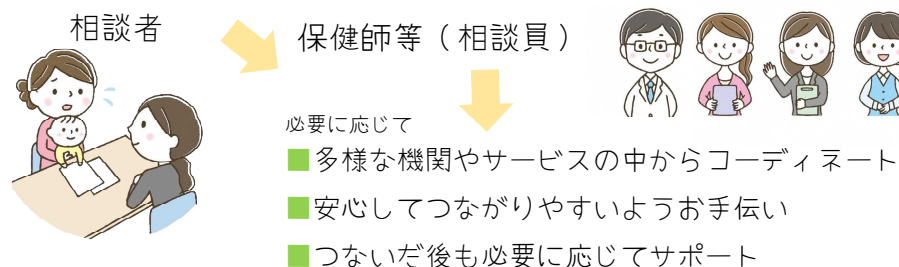 相談者
保健師等（相談員）
必要に応じて
■多様な機関やサービスの中からコーディネート
■安心してつながりやすいようお手伝い
■つないだ後も必要に応じてサポート